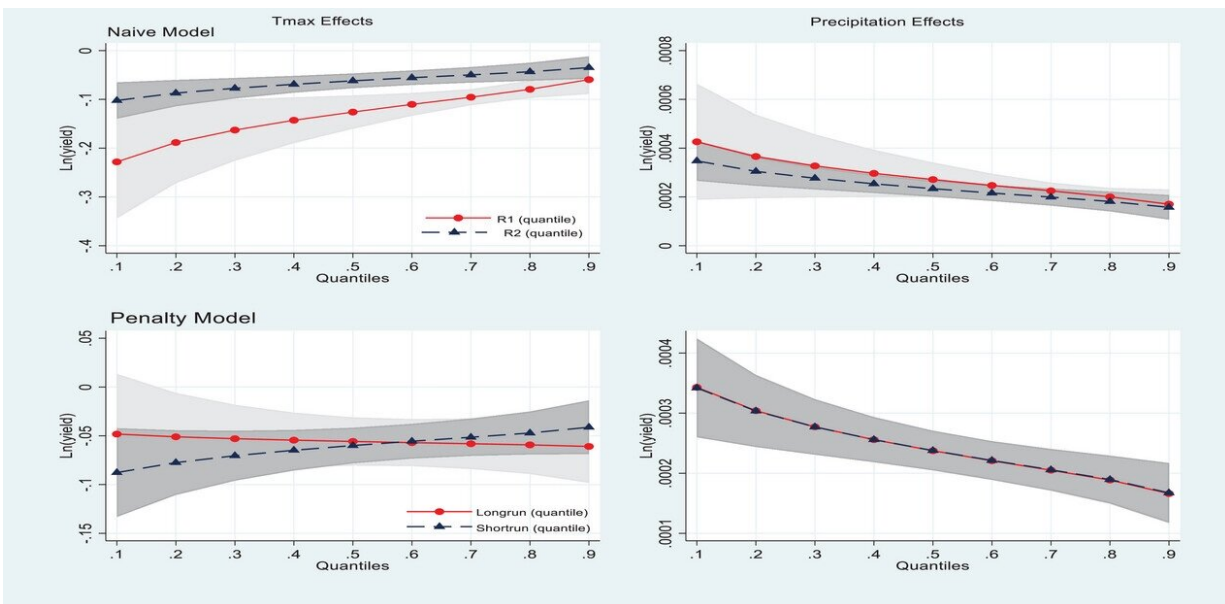 Tmax Effects
Precipitation Effects
Naive Model
Ln(yield)
0
-.1
-.2
-.3
-.4
R1 (quantile)
R2 (quantile)
.1 .2 .3 .4 .5 .6 .7 .8 .9
Quantiles
Ln(yield)
.0008
.0006
.0004
.0002
0
.1 .2 .3 .4 .5 .6 .7 .8 .9
Quantiles
Penalty Model
Ln(yield)
.05
0
-.05
-.1
-.15
Longrun (quantile)
Shortrun (quantile)
.1 .2 .3 .4 .5 .6 .7 .8 .9
Quantiles
Ln(yield)
.0004
.0003
.0002
.0001
.1 .2 .3 .4 .5 .6 .7 .8 .9
Quantiles